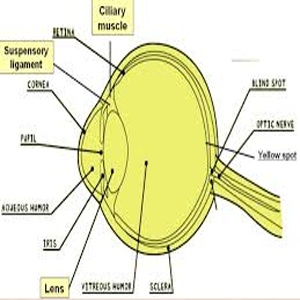 Ciliary
muscle
RETINA
Suspensory
ligament
CORNEA
BLIND SPOT
OPTIC NERVE
PUPIL
Yellow spot
AQUEOUS HUMOR
IRIS
Lens
VITREOUS HUMOR
SCLERA